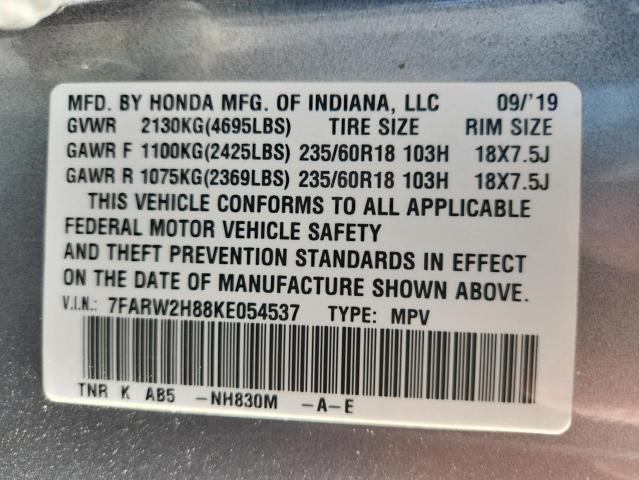 MFD. BY HONDA MFG. OF INDIANA, LLC 09/'19
GVWR 2130KG(4695LBS) TIRE SIZE RIM SIZE
GAWR F 1100KG(2425LBS) 235/60R18 103H 18X7.5J
GAWR R 1075KG(2369LBS) 235/60R18 103H 18X7.5J
THIS VEHICLE CONFORMS TO ALL APPLICABLE
FEDERAL MOTOR VEHICLE SAFETY
AND THEFT PREVENTION STANDARDS IN EFFECT
ON THE DATE OF MANUFACTURE SHOWN ABOVE.
V.I.N.: 7FARW2H88KE054537 TYPE: MPV
TNR K AB5 -NH830M -A-E